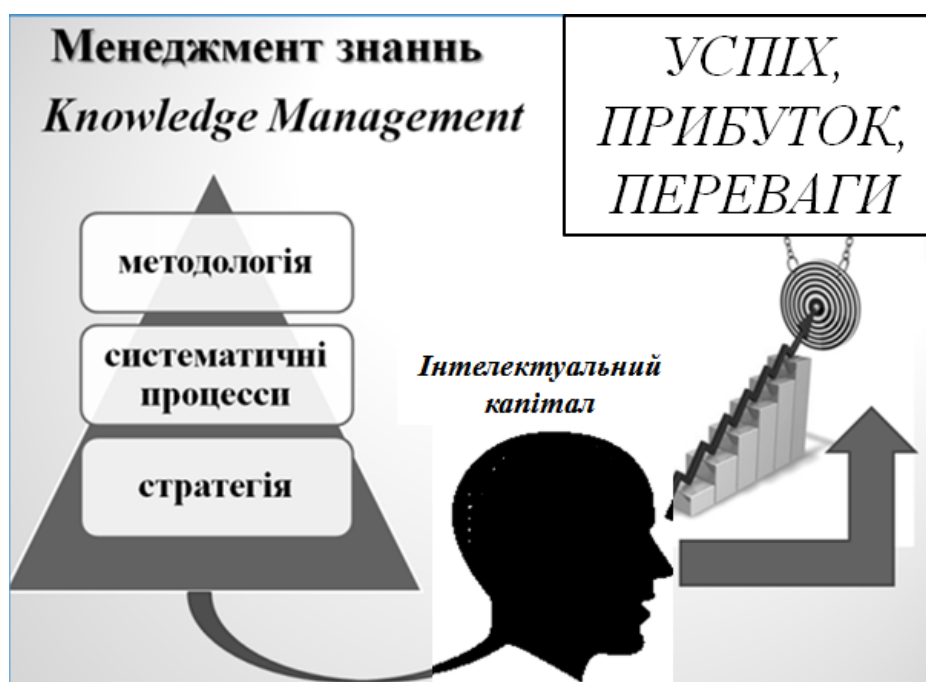 Менеджмент знаннь
Knowledge Management
УСПІХ,
ПРИБУТОК,
ПЕРЕВАГИ
методологія
систематичні
процесси
стратегія
Інтелектуальний
капітал